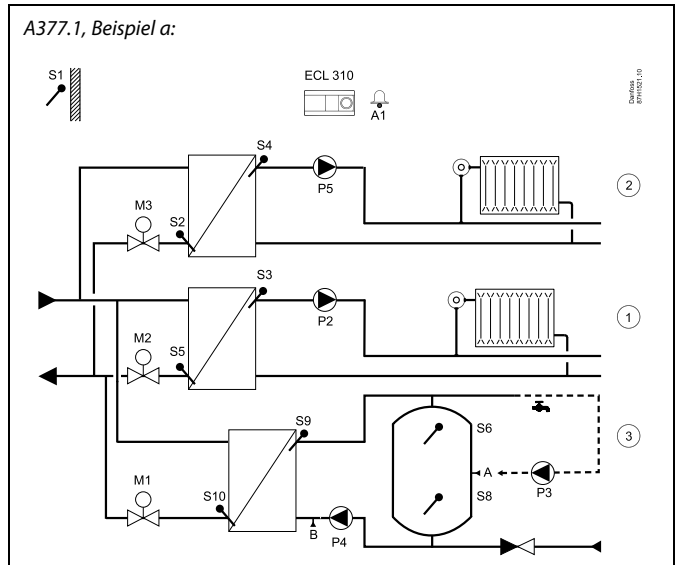 A377.1, Beispiel a:
S1
ECL 310
A1
Danfoss
87H1521.10
S4
P5
2
M3
S2
S3
P2
1
M2
S5
S9
S6
3
A
P3
S8
M1
S10
B
P4